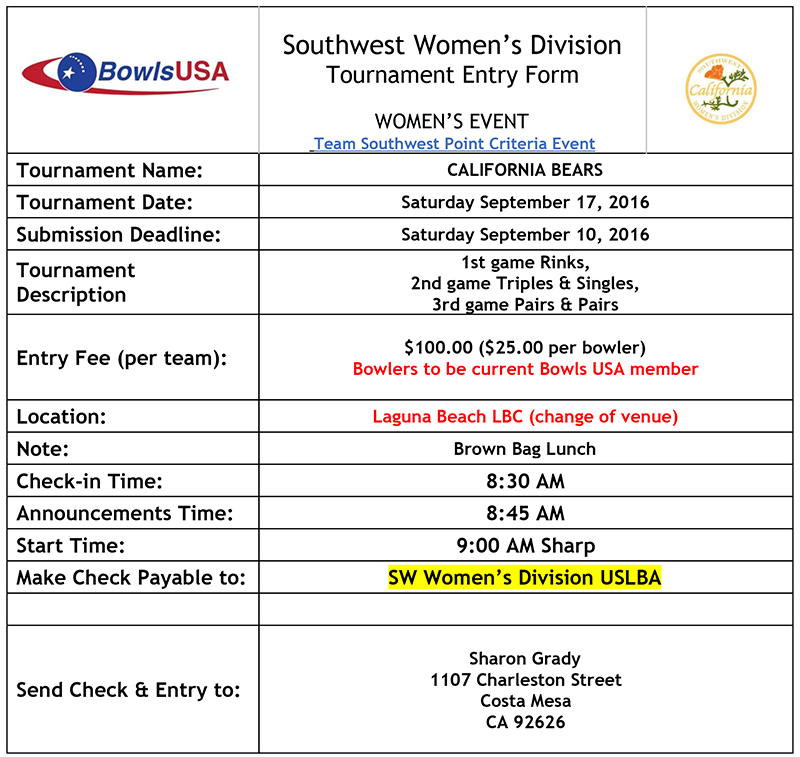 BowlsUSA
Southwest Women's Division
Tournament Entry Form
WOMEN'S EVENT
Team Southwest Point Criteria Event
SOUTHWEST
California
WOMEN'S DIVISION
Tournament Name: CALIFORNIA BEARS
Tournament Date: Saturday September 17, 2016
Submission Deadline: Saturday September 10, 2016
Tournament
Description
1st game Rinks,
2nd game Triples & Singles,
3rd game Pairs & Pairs
Entry Fee (per team):
$100.00 ($25.00 per bowler)
Bowlers to be current Bowls USA member
Location: Laguna Beach LBC (change of venue)
Note: Brown Bag Lunch
Check-in Time: 8:30 AM
Announcements Time: 8:45 AM
Start Time: 9:00 AM Sharp
Make Check Payable to: SW Women's Division USLBA
Send Check & Entry to:
Sharon Grady
1107 Charleston Street
Costa Mesa
CA 92626